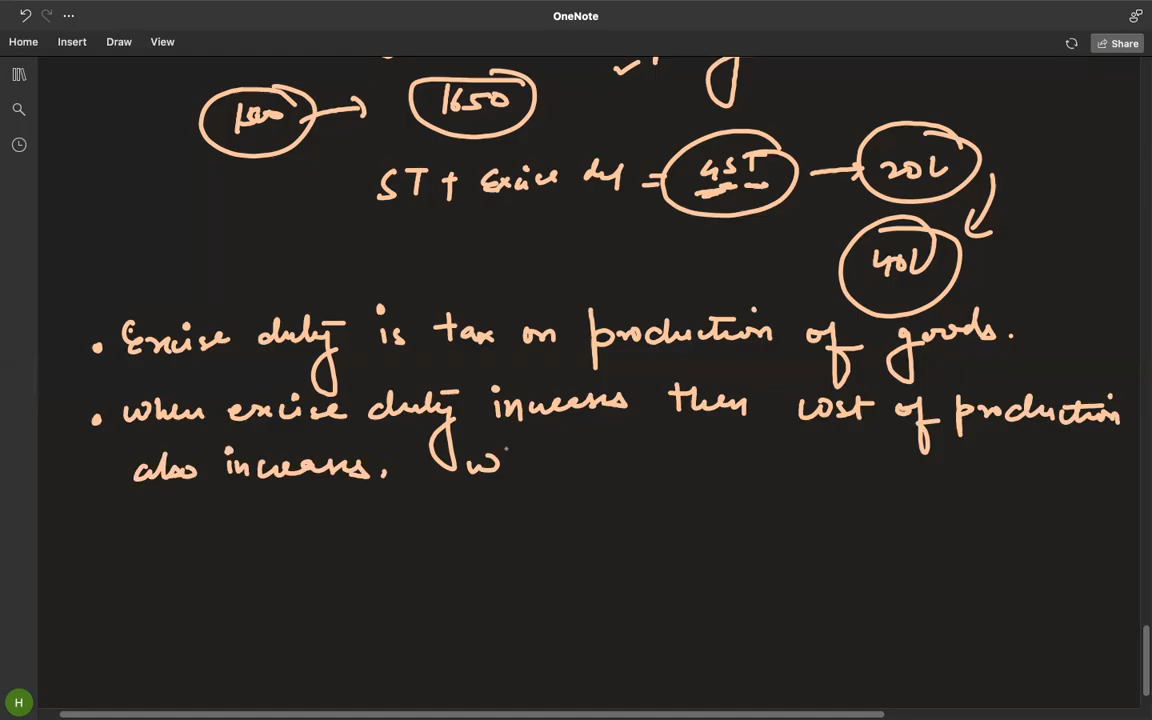 OneNote
Home Insert Draw View
Share
1650
ST + Excise duty = GST → 20L
40L
• Excise duty is tax on production of goods.
• when excise duty increases then cost of production
also increases. w
H